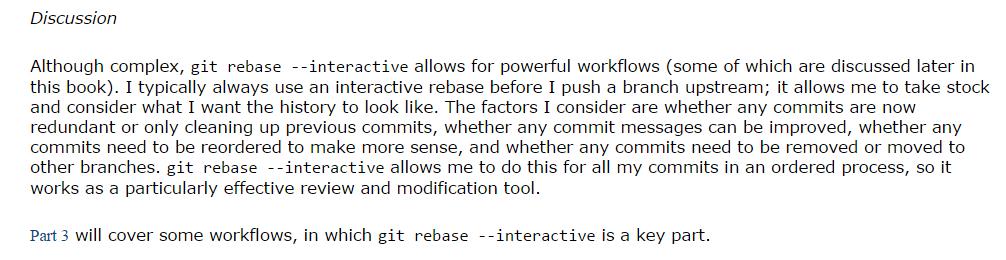 Discussion
Although complex, git rebase --interactive allows for powerful workflows (some of which are discussed later in
this book). I typically always use an interactive rebase before I push a branch upstream; it allows me to take stock
and consider what I want the history to look like. The factors I consider are whether any commits are now
redundant or only cleaning up previous commits, whether any commit messages can be improved, whether any
commits need to be reordered to make more sense, and whether any commits need to be removed or moved to
other branches. git rebase --interactive allows me to do this for all my commits in an ordered process, so it
works as a particularly effective review and modification tool.
Part 3 will cover some workflows, in which git rebase --interactive is a key part.